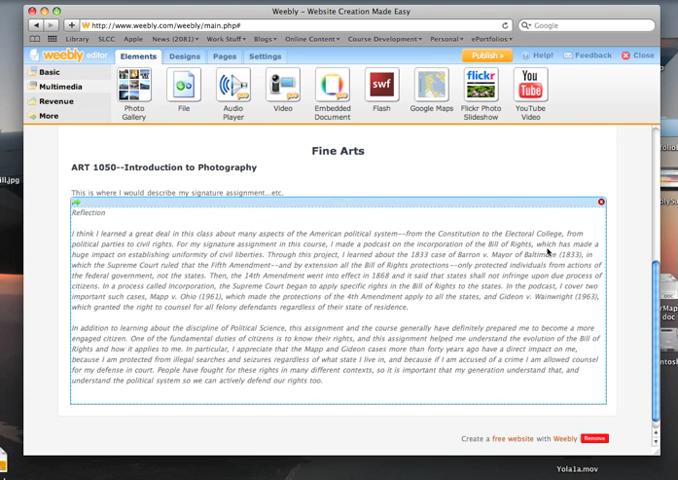 Weebly - Website Creation Made Easy
http://www.weebly.com/weebly/main.php#
Google
Library SLCC Apple News (2081) Work Stuff Blogs Online Content Course Development Properties ePortfolios
weebly editor Elements Designs Pages Settings Publish Help! Feedback Close
Basic
Multimedia
Revenue
More
Photo Gallery
File
Audio Player
Video
Embedded Document
swf
Flash
Google Maps
flickr
Flickr Photo Slideshow
You Tube
YouTube Video
ill.jpg
Fine Arts
ART 1050--Introduction to Photography
This is where I would describe my signature assignment...etc.
Reflection
I think I learned a great deal in this class about many aspects of the American political system--from the Constitution to the Electoral College, from
political parties to civil rights. For my signature assignment in this course, I made a podcast on the incorporation of the Bill of Rights, which has made a
huge impact on establishing uniformity of civil liberties. Through this project, I learned about the 1833 case of Barron v. Mayor of Baltimore (1833), in
which the Supreme Court ruled that the Fifth Amendment--and by extension all the Bill of Rights protections--only protected individuals from actions of
the federal government, not the states. Then, the 14th Amendment went into effect in 1868 and it said that states shall not infringe upon due process of
citizens. In a process called Incorporation, the Supreme Court began to apply specific rights in the Bill of Rights to the states. In the podcast, I cover two
important such cases, Mapp v. Ohio (1961), which made the protections of the 4th Amendment apply to all the states, and Gideon v. Wainwright (1963),
which granted the right to counsel for all felony defendants regardless of their state of residence.
In addition to learning about the discipline of Political Science, this assignment and the course generally have definitely prepared me to become a more
engaged citizen. One of the fundamental duties of citizens is to know their rights, and this assignment helped me understand the evolution of the Bill of
Rights and how it applies to me. In particular, I appreciate that the Mapp and Gideon cases more than forty years ago have a direct impact on me,
because I am protected from illegal searches and seizures regardless of what state I live in, and because if I am accused of a crime I am allowed counsel
for my defense in court. People have fought for these rights in many different contexts, so it is important that my generation understand that, and
understand the political system so we can actively defend our rights too.
Create a free website with Weebly Remove
Yola1a.mov